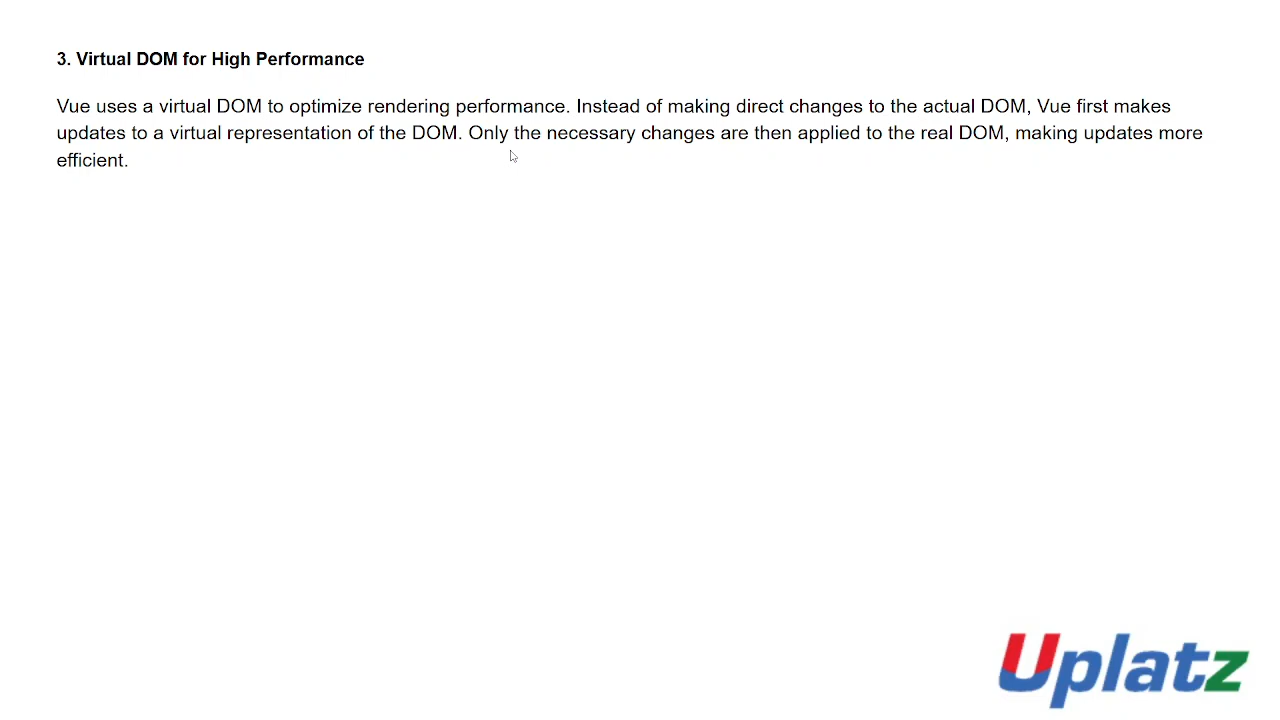 3. Virtual DOM for High Performance
Vue uses a virtual DOM to optimize rendering performance. Instead of making direct changes to the actual DOM, Vue first makes
updates to a virtual representation of the DOM. Only the necessary changes are then applied to the real DOM, making updates more
efficient.
Uplatz